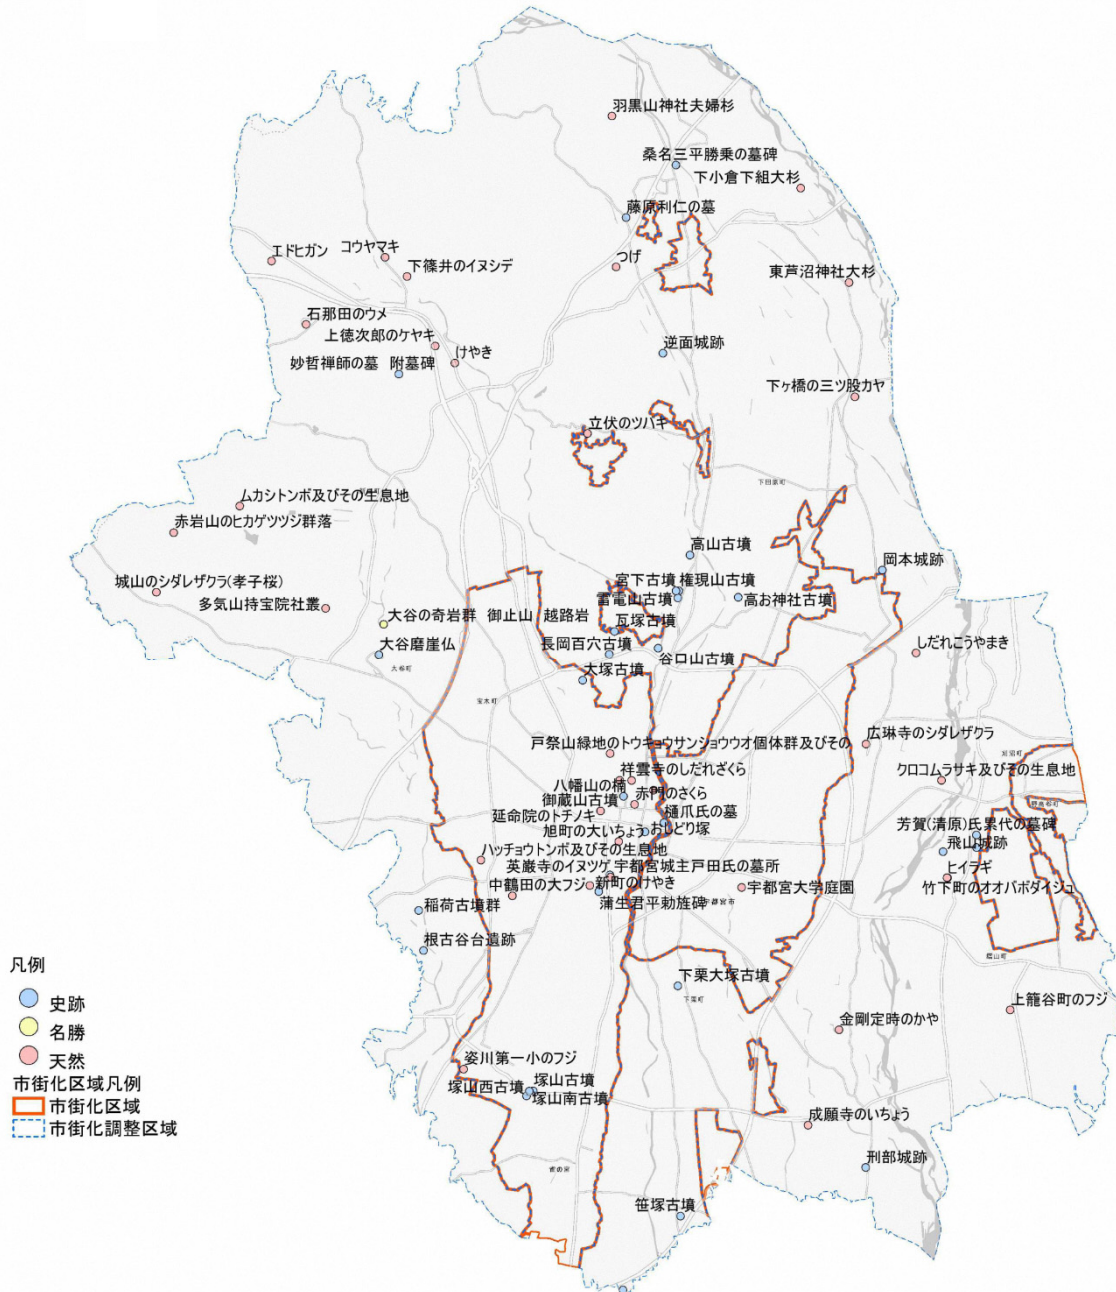 羽黒山神社夫婦杉
桑名三平勝乗の墓碑
下小倉下組大杉
藤原利仁の墓
エドヒガン
コウヤマキ
下篠井のイヌシデ
つげ
東芦沼神社大杉
石那田のウメ
上徳次郎のケヤキ
けやき
逆面城跡
妙哲禅師の墓　附墓碑
下ヶ橋の三ツ股カヤ
立伏のツバキ
下田原町
ムカシトンボ及びその生息地
赤岩山のヒカゲツツジ群落
高山古墳
岡本城跡
城山のシダレザクラ(孝子桜)
宮下古墳
権現山古墳
多気山持宝院社叢
雷電山古墳
高お神社古墳
大谷の奇岩群　御止山　越路岩
瓦塚古墳
大谷磨崖仏
長岡百穴古墳
谷口山古墳
しだれこうやまき
大谷町
大塚古墳
宝木町
戸祭山緑地のトウキョウサンショウウオ個体群及びその
広琳寺のシダレザクラ
祥雲寺のしだれざくら
クロコムラサキ及びその生息地
八幡山の楠
赤門のさくら
御蔵山古墳
延命院のトチノキ
樋爪氏の墓
旭町の大いちょう
おしどり塚
芳賀(清原)氏累代の墓碑
飛山城跡
ハッチョウトンボ及びその生息地
英巌寺のイヌツゲ
宇都宮城主戸田氏の墓所
ヒイラギ
中鶴田の大フジ
新町のけやき
宇都宮大学庭園
竹下町のオオバボダイジュ
稲荷古墳群
蒲生君平勅旌碑
宇都宮市
根古谷台遺跡
凡例
史跡
名勝
天然
市街化区域凡例
市街化区域
市街化調整区域
下栗大塚古墳
下栗町
上籠谷町のフジ
金剛定時のかや
姿川第一小のフジ
塚山西古墳
塚山古墳
塚山南古墳
成願寺のいちょう
刑部城跡
雀の宮
笹塚古墳